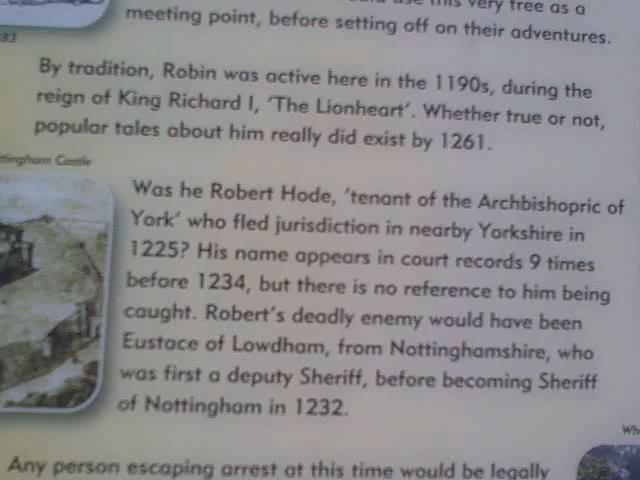 very tree as a
meeting point, before setting off on their adventures.
By tradition, Robin was active here in the 1190s, during the
reign of King Richard I, 'The Lionheart'. Whether true or not,
popular tales about him really did exist by 1261.
Castle
Was he Robert Hode, 'tenant of the Archbishopric of
York' who fled jurisdiction in nearby Yorkshire in
1225? His name appears in court records 9 times
before 1234, but there is no reference to him being
caught. Robert's deadly enemy would have been
Eustace of Lowdham, from Nottinghamshire, who
was first a deputy Sheriff, before becoming Sheriff
of Nottingham in 1232.
Any person escaping arrest at this time would be legally